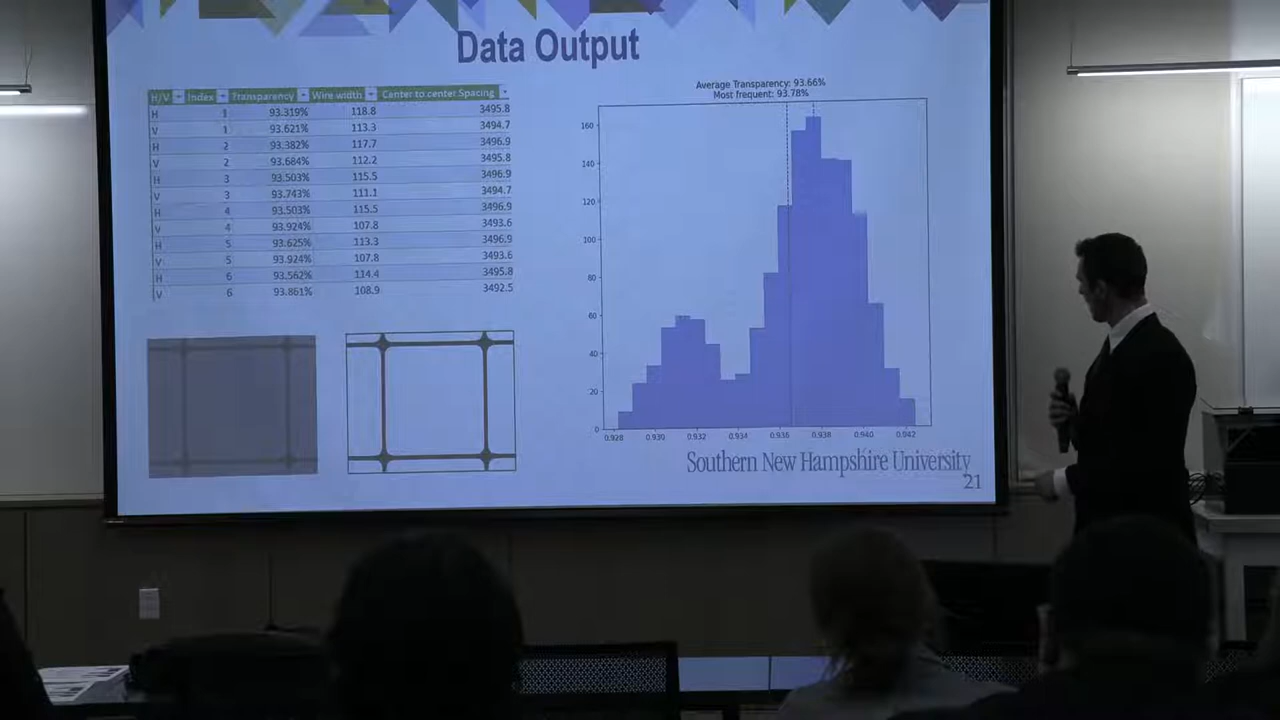 Data Output
H/V Index Transparency Wire width Center to center Spacing
H 1 93.319% 118.8 3495.8
V 1 93.621% 113.3 3494.7
H 2 93.382% 117.7 3496.9
V 2 93.684% 112.2 3495.8
H 3 93.503% 115.5 3496.9
V 3 93.743% 111.1 3494.7
H 4 93.503% 115.5 3496.9
V 4 93.924% 107.8 3493.6
H 5 93.625% 113.3 3496.9
V 5 93.924% 107.8 3493.6
H 6 93.562% 114.4 3495.8
V 6 93.861% 108.9 3492.5
Average Transparency: 93.66%
Most frequent: 93.78%
160
140
120
100
80
60
40
20
0
0.928 0.930 0.932 0.934 0.936 0.938 0.940 0.942
Southern New Hampshire University
21